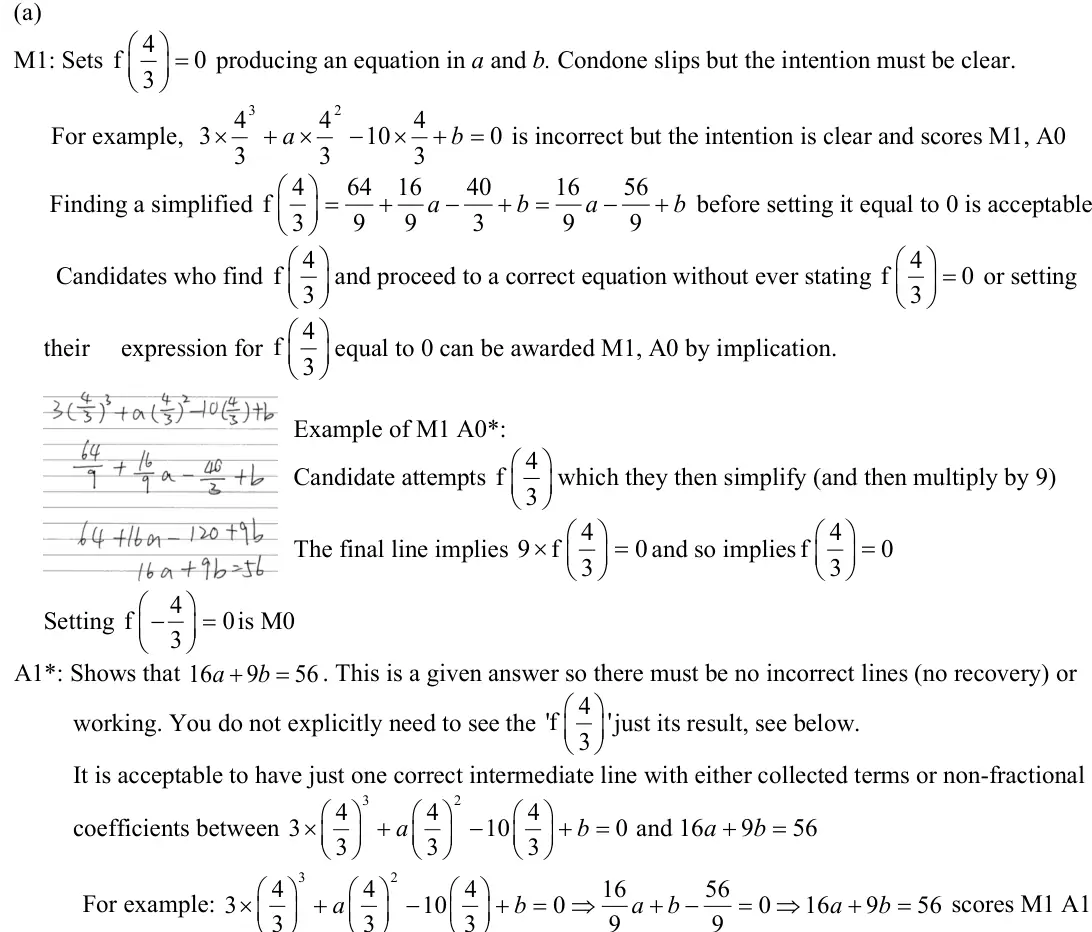 (a)
M1: Sets f(4/3) = 0 producing an equation in a and b. Condone slips but the intention must be clear.
For example, 3 × 4³/3 + a × 4²/3 − 10 × 4/3 + b = 0 is incorrect but the intention is clear and scores M1, A0
Finding a simplified f(4/3) = 64/9 + 16/9 a − 40/3 + b = 16/9 a − 56/9 + b before setting it equal to 0 is acceptable
Candidates who find f(4/3) and proceed to a correct equation without ever stating f(4/3) = 0 or setting
their expression for f(4/3) equal to 0 can be awarded M1, A0 by implication.
3(4/3)³ + a(4/3)² − 10(4/3) + b
64/9 + 16/9 a − 40/3 + b
64 + 16a − 120 + 9b
16a + 9b = 56
Example of M1 A0*:
Candidate attempts f(4/3) which they then simplify (and then multiply by 9)
The final line implies 9 × f(4/3) = 0 and so implies f(4/3) = 0
Setting f(−4/3) = 0 is M0
A1*: Shows that 16a + 9b = 56. This is a given answer so there must be no incorrect lines (no recovery) or
working. You do not explicitly need to see the 'f(4/3)' just its result, see below.
It is acceptable to have just one correct intermediate line with either collected terms or non-fractional
coefficients between 3 × (4/3)³ + a(4/3)² − 10(4/3) + b = 0 and 16a + 9b = 56
For example: 3 × (4/3)³ + a(4/3)² − 10(4/3) + b = 0 ⇒ 16/9 a + b − 56/9 = 0 ⇒ 16a + 9b = 56 scores M1 A1